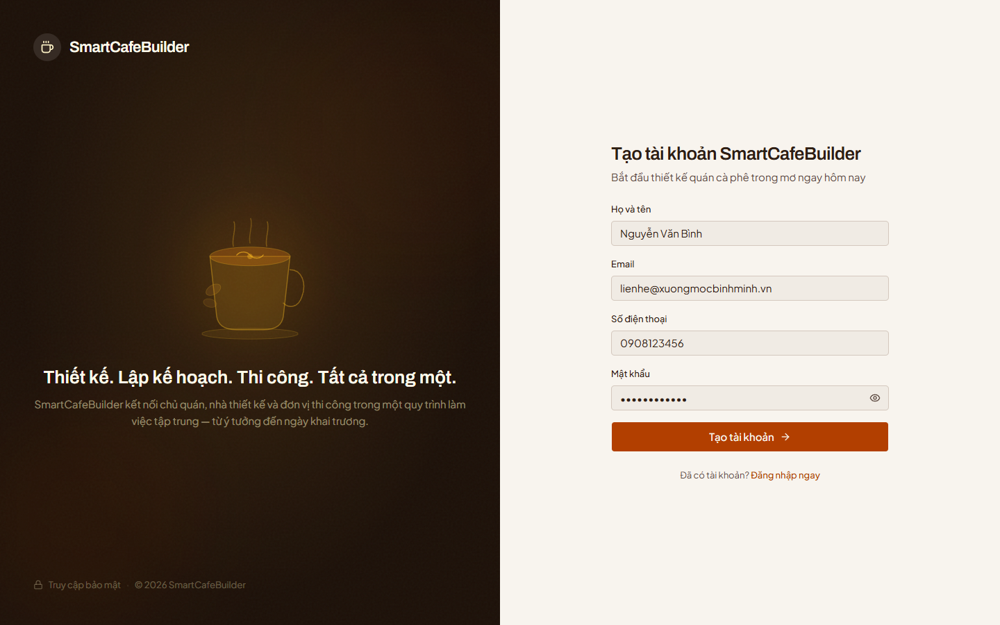 SmartCafeBuilder
Thiết kế. Lập kế hoạch. Thi công. Tất cả trong một.
SmartCafeBuilder kết nối chủ quán, nhà thiết kế và đơn vị thi công trong một quy trình làm
việc tập trung — từ ý tưởng đến ngày khai trương.
Truy cập bảo mật · © 2026 SmartCafeBuilder
Tạo tài khoản SmartCafeBuilder
Bắt đầu thiết kế quán cà phê trong mơ ngay hôm nay
Họ và tên
Nguyễn Văn Bình
Email
lienhe@xuongmocbinhminh.vn
Số điện thoại
0908123456
Mật khẩu
••••••••••••
Tạo tài khoản →
Đã có tài khoản? Đăng nhập ngay